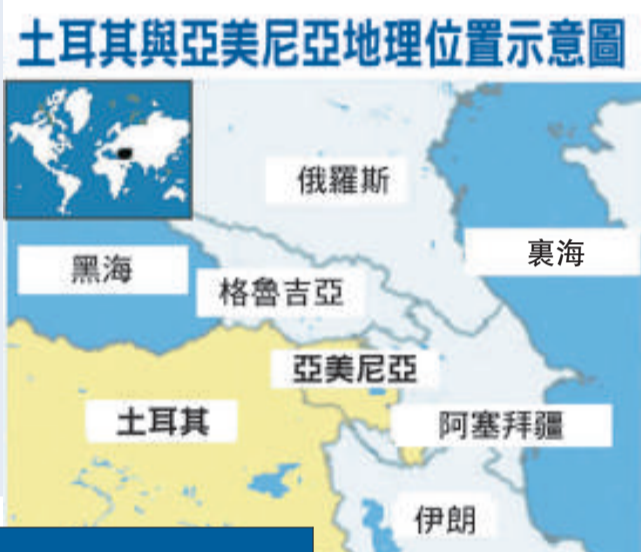 土耳其與亞美尼亞地理位置示意圖
俄羅斯
裏海
黑海
格魯吉亞
亞美尼亞
土耳其
阿塞拜疆
伊朗